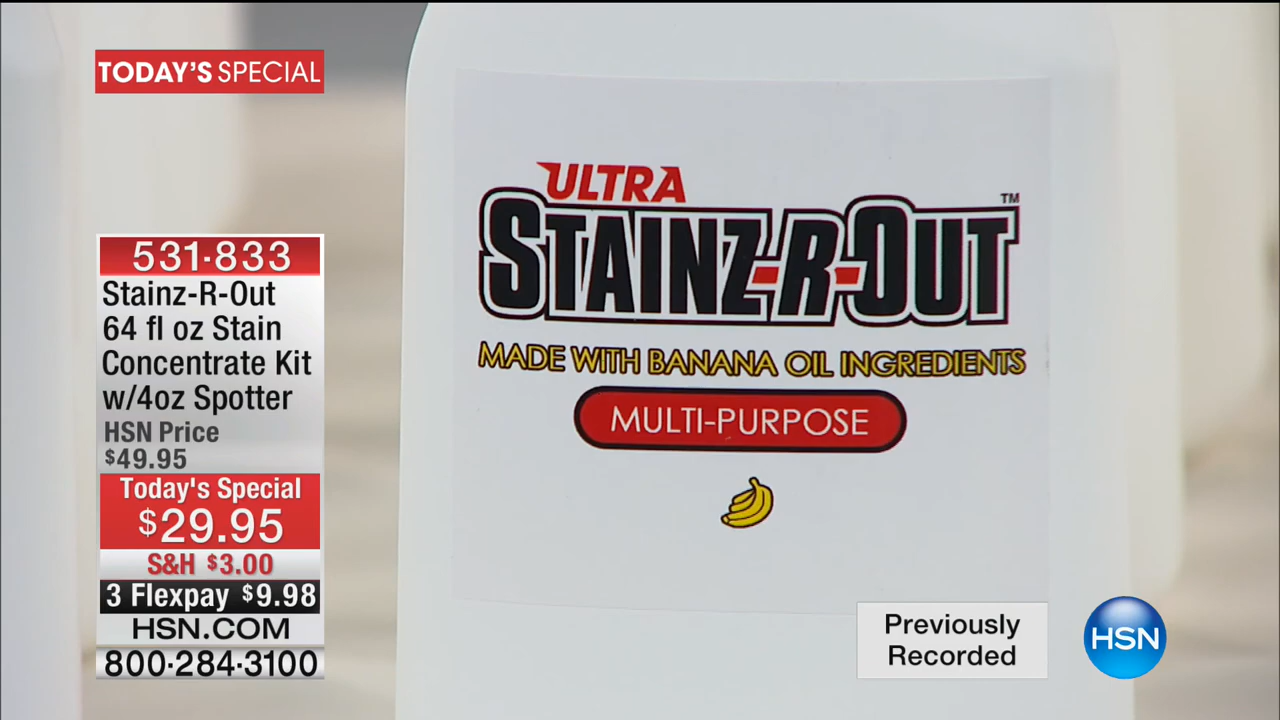 TODAY'S SPECIAL
531·833
Stainz-R-Out
64 fl oz Stain
Concentrate Kit
w/4oz Spotter
HSN Price
$49.95
Today's Special
$29.95
S&H $3.00
3 Flexpay $9.98
HSN.COM
800·284·3100
ULTRA
STAINZ-R-OUT™
MADE WITH BANANA OIL INGREDIENTS
MULTI-PURPOSE
Previously
Recorded
HSN